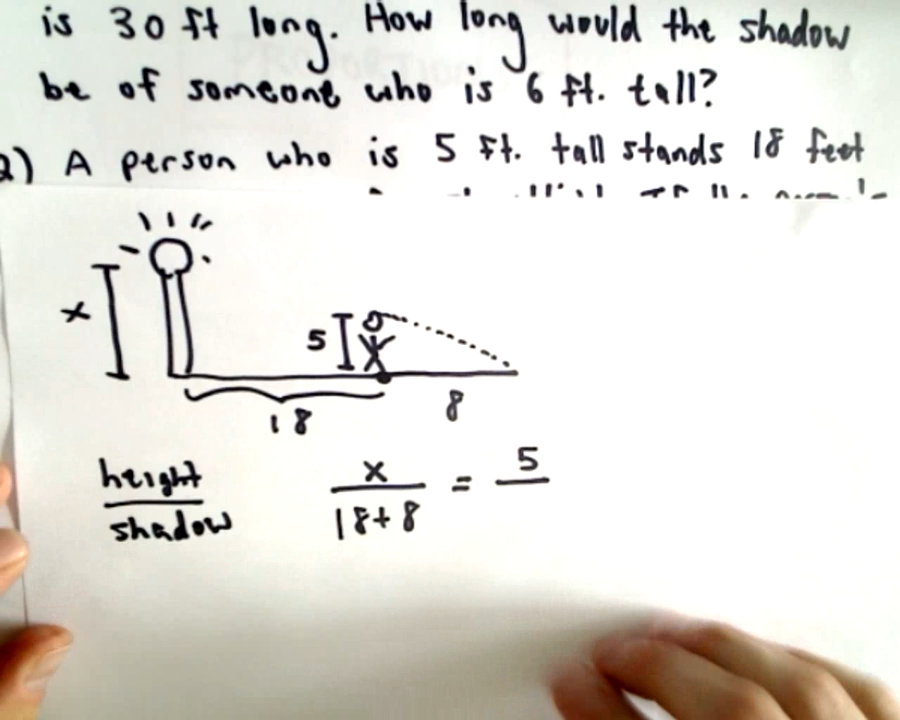 is 30 ft long. How long would the shadow
be of someone who is 6 ft. tall?
2) A person who is 5 ft. tall stands 18 feet
x
5
18
8
height
shadow
x
18+8
=
5